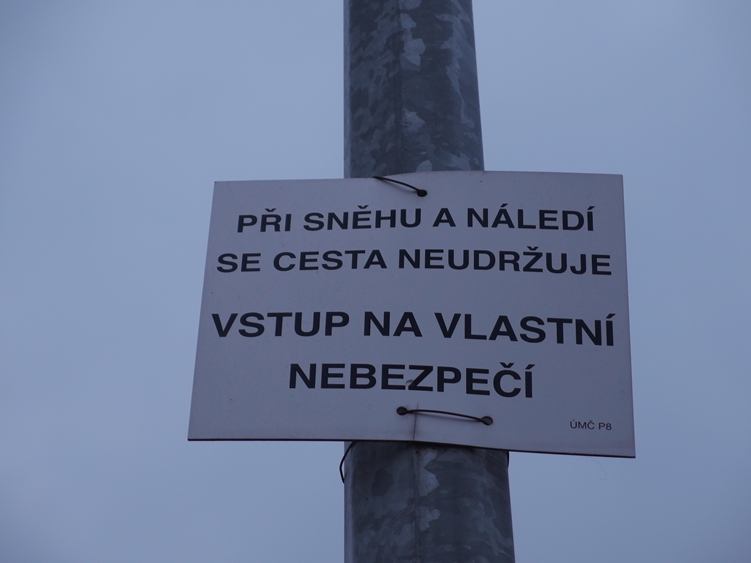 PŘI SNĚHU A NÁLEDÍ
SE CESTA NEUDRŽUJE
VSTUP NA VLASTNÍ
NEBEZPEČÍ
ÚMČ P8